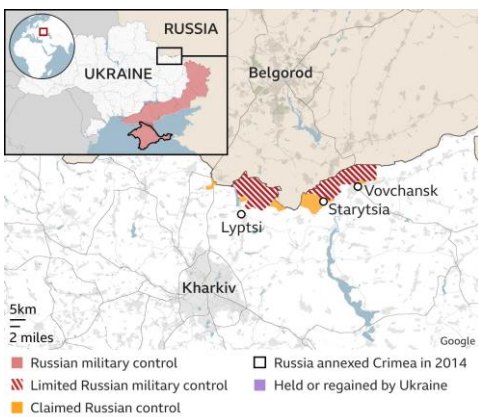 RUSSIA
UKRAINE
Belgorod
Vovchansk
Starytsia
Lyptsi
Kharkiv
5km
2 miles
Google
Russian military control
Russia annexed Crimea in 2014
Limited Russian military control
Held or regained by Ukraine
Claimed Russian control